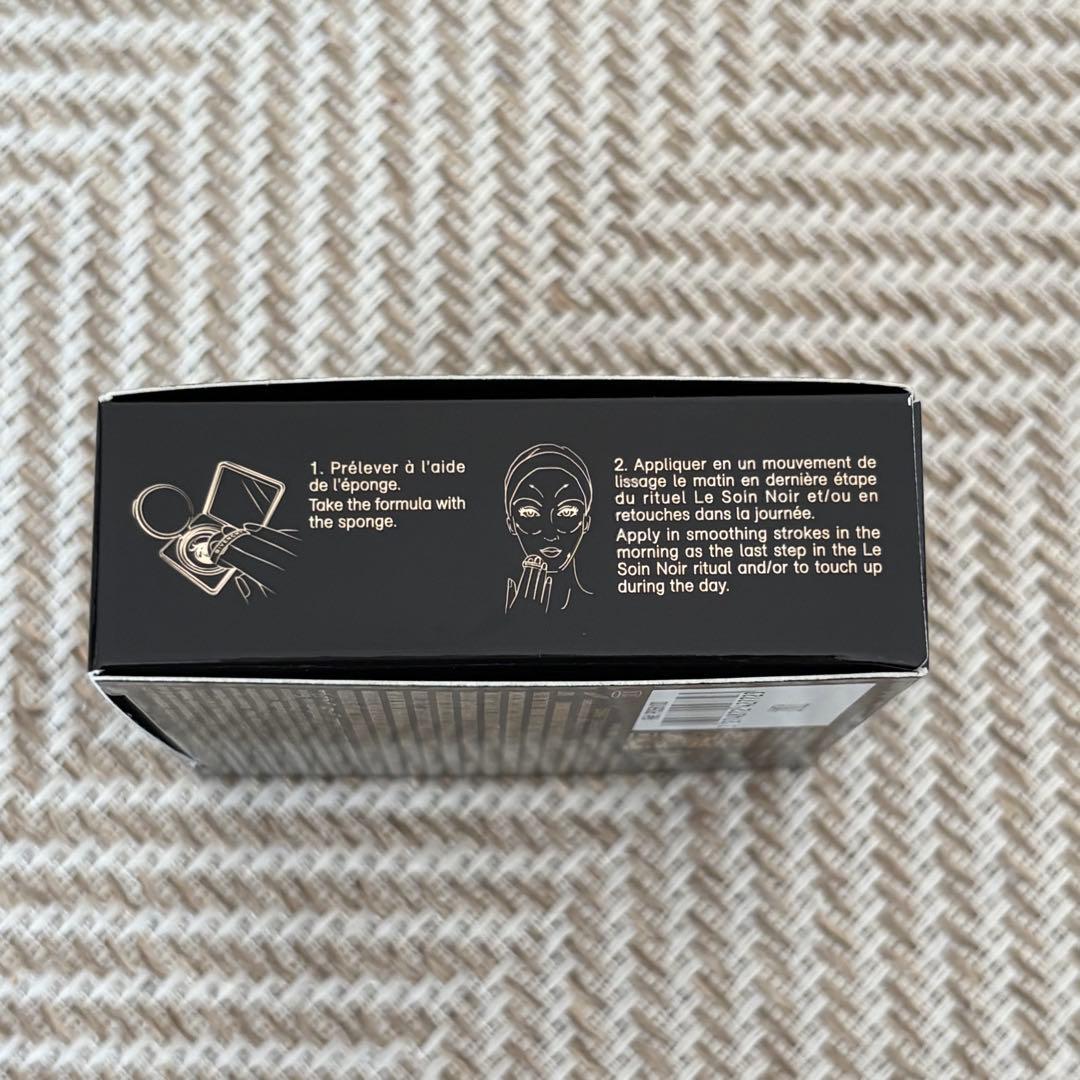 1. Prélever à l'aide
de l'éponge.
Take the formula with
the sponge.
2. Appliquer en un mouvement de
lissage le matin en dernière étape
du rituel Le Soin Noir et/ou en
retouches dans la journée.
Apply in smoothing strokes in the
morning as the last step in the Le
Soin Noir ritual and/or to touch up
during the day.